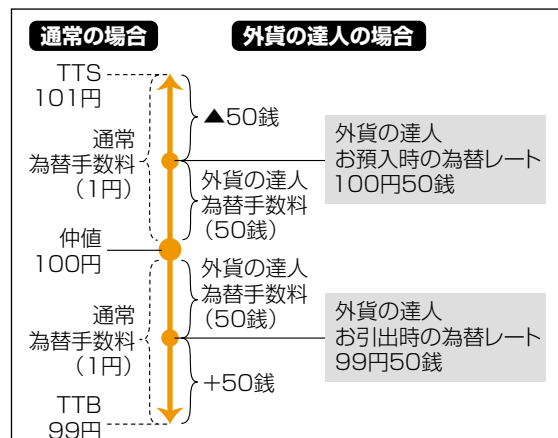 通常の場合
外貨の達人の場合
TTS
101円
▲50銭
通常
為替手数料
（1円）
外貨の達人
お預入時の為替レート
100円50銭
外貨の達人
為替手数料
（50銭）
仲値
100円
外貨の達人
為替手数料
（50銭）
通常
為替手数料
（1円）
外貨の達人
お引出時の為替レート
99円50銭
+50銭
TTB
99円